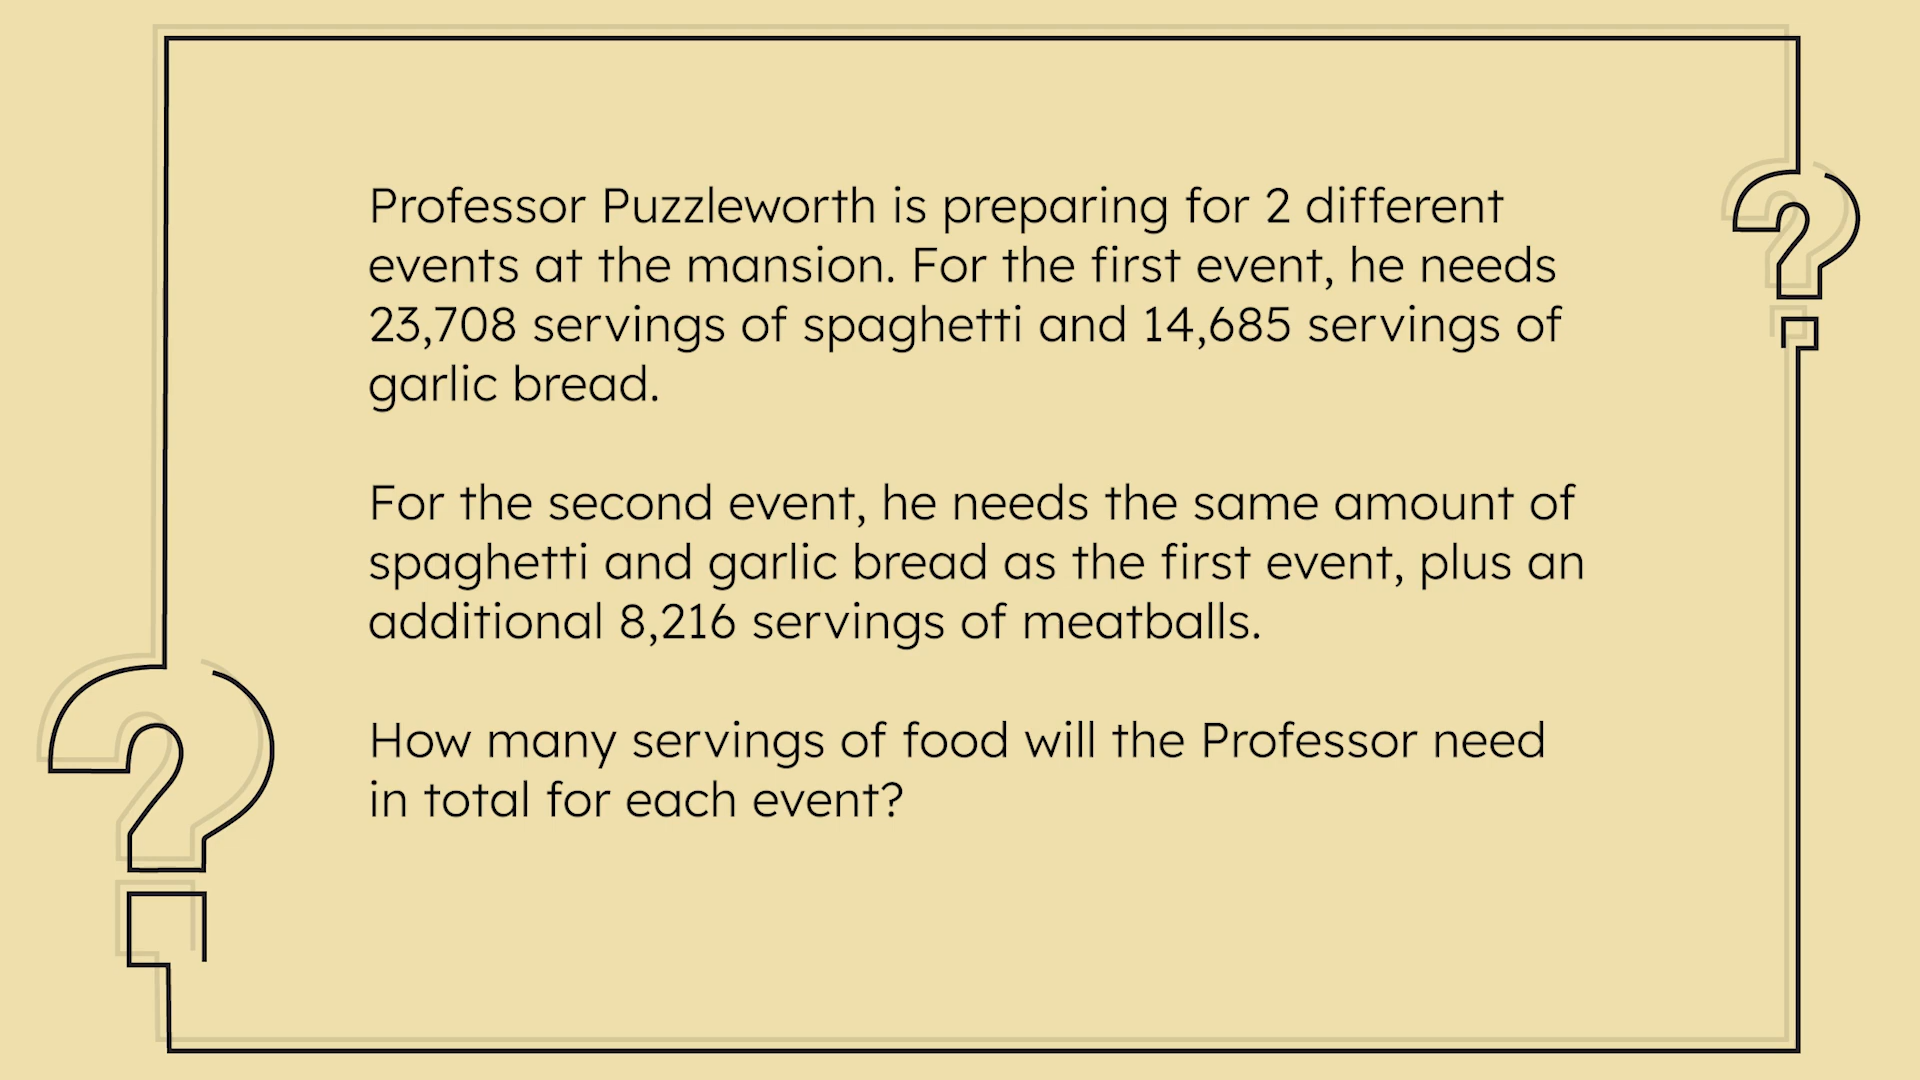 Professor Puzzleworth is preparing for 2 different
events at the mansion. For the first event, he needs
23,708 servings of spaghetti and 14,685 servings of
garlic bread.
For the second event, he needs the same amount of
spaghetti and garlic bread as the first event, plus an
additional 8,216 servings of meatballs.
How many servings of food will the Professor need
in total for each event?